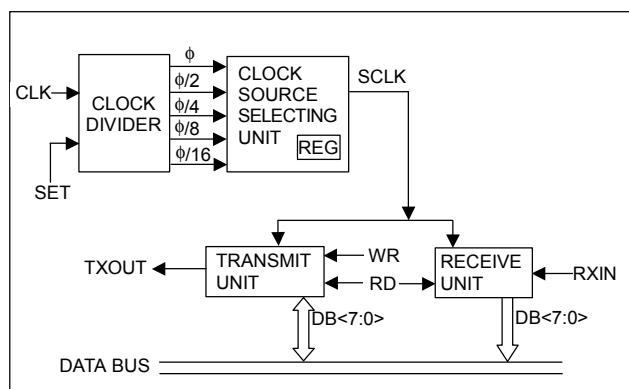 ϕ
ϕ/2
ϕ/4
ϕ/8
ϕ/16
CLK
SET
CLOCK
DIVIDER
CLOCK
SOURCE
SELECTING
UNIT
REG
SCLK
TXOUT
TRANSMIT
UNIT
WR
RD
RECEIVE
UNIT
RXIN
DB<7:0>
DB<7:0>
DATA BUS